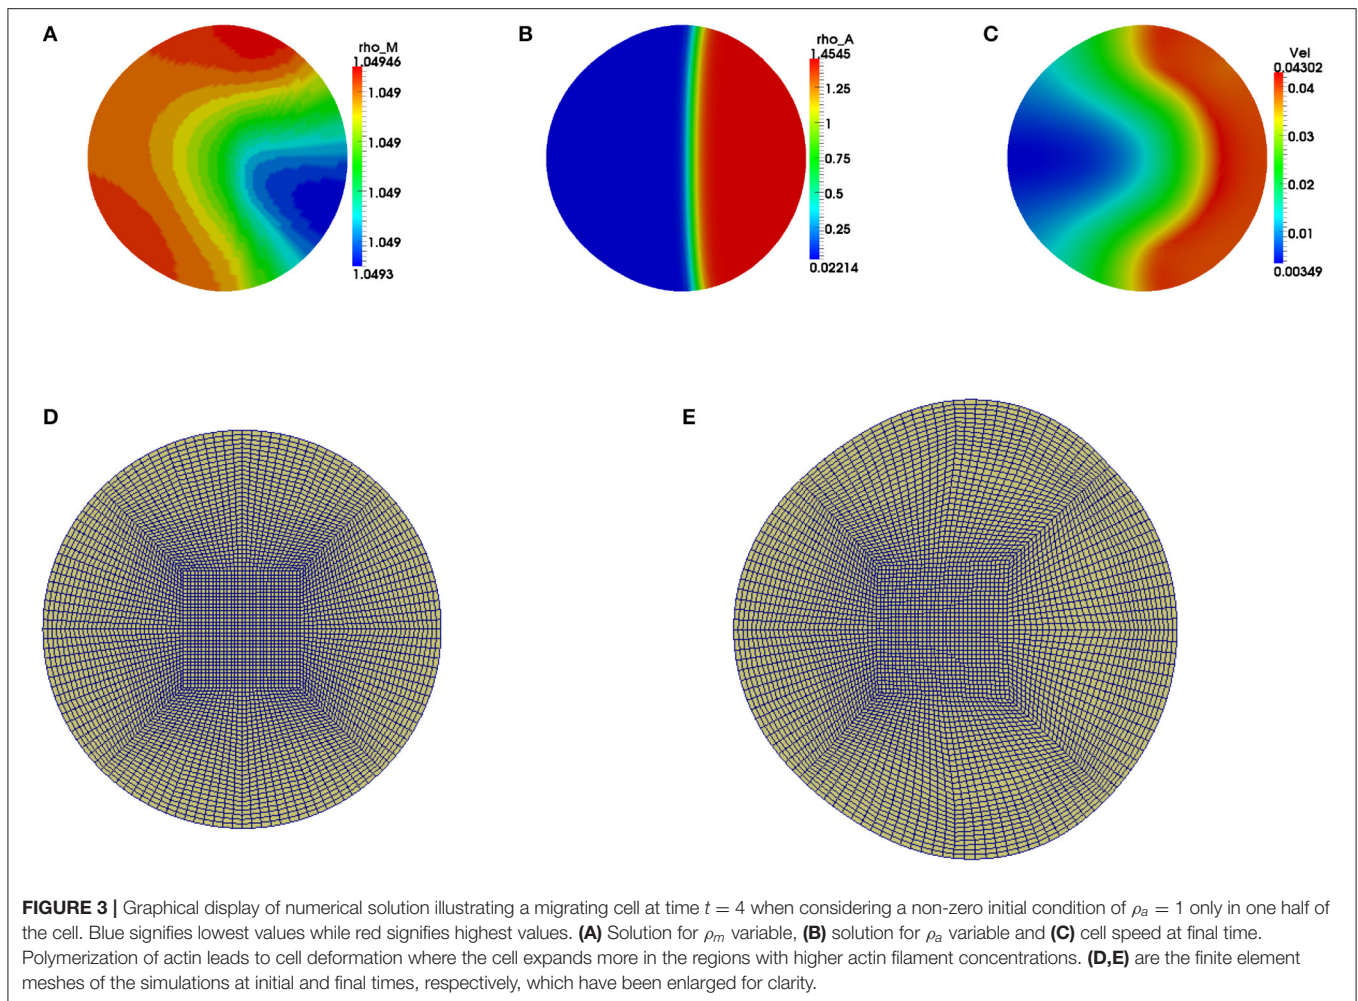 A
rho_M
1.04946
1.049
1.049
1.049
1.049
1.0493
B
rho_A
1.4545
1
0.75
0.5
0.25
0.02214
C
Vel
0.04302
0.04
0.03
0.02
0.01
0.00349
D
E
FIGURE 3 | Graphical display of numerical solution illustrating a migrating cell at time t = 4 when considering a non-zero initial condition of ρa = 1 only in one half of
the cell. Blue signifies lowest values while red signifies highest values. (A) Solution for ρm variable, (B) solution for ρa variable and (C) cell speed at final time.
Polymerization of actin leads to cell deformation where the cell expands more in the regions with higher actin filament concentrations. (D,E) are the finite element
meshes of the simulations at initial and final times, respectively, which have been enlarged for clarity.